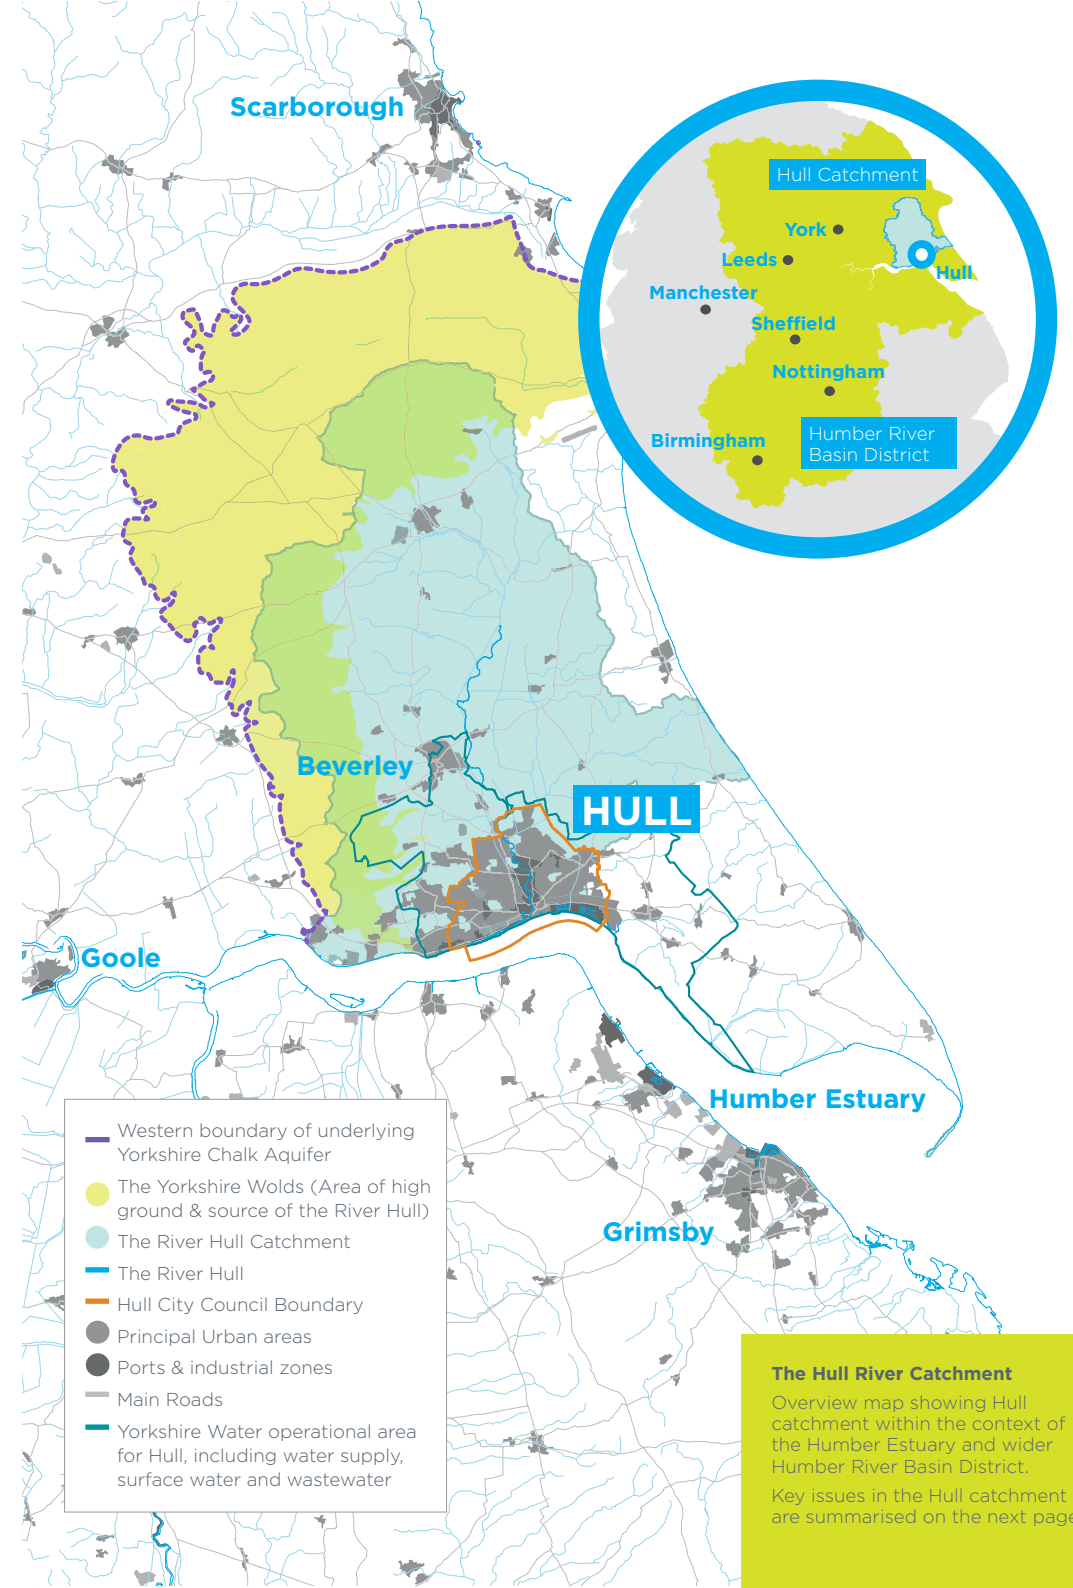 Scarborough
Hull Catchment
York
Leeds
Hull
Manchester
Sheffield
Nottingham
Birmingham
Humber River
Basin District
Beverley
HULL
Goole
Humber Estuary
Grimsby
Western boundary of underlying
Yorkshire Chalk Aquifer
The Yorkshire Wolds (Area of high
ground & source of the River Hull)
The River Hull Catchment
The River Hull
Hull City Council Boundary
Principal Urban areas
Ports & industrial zones
Main Roads
Yorkshire Water operational area
for Hull, including water supply,
surface water and wastewater
The Hull River Catchment
Overview map showing Hull
catchment within the context of
the Humber Estuary and wider
Humber River Basin District.
Key issues in the Hull catchment
are summarised on the next page